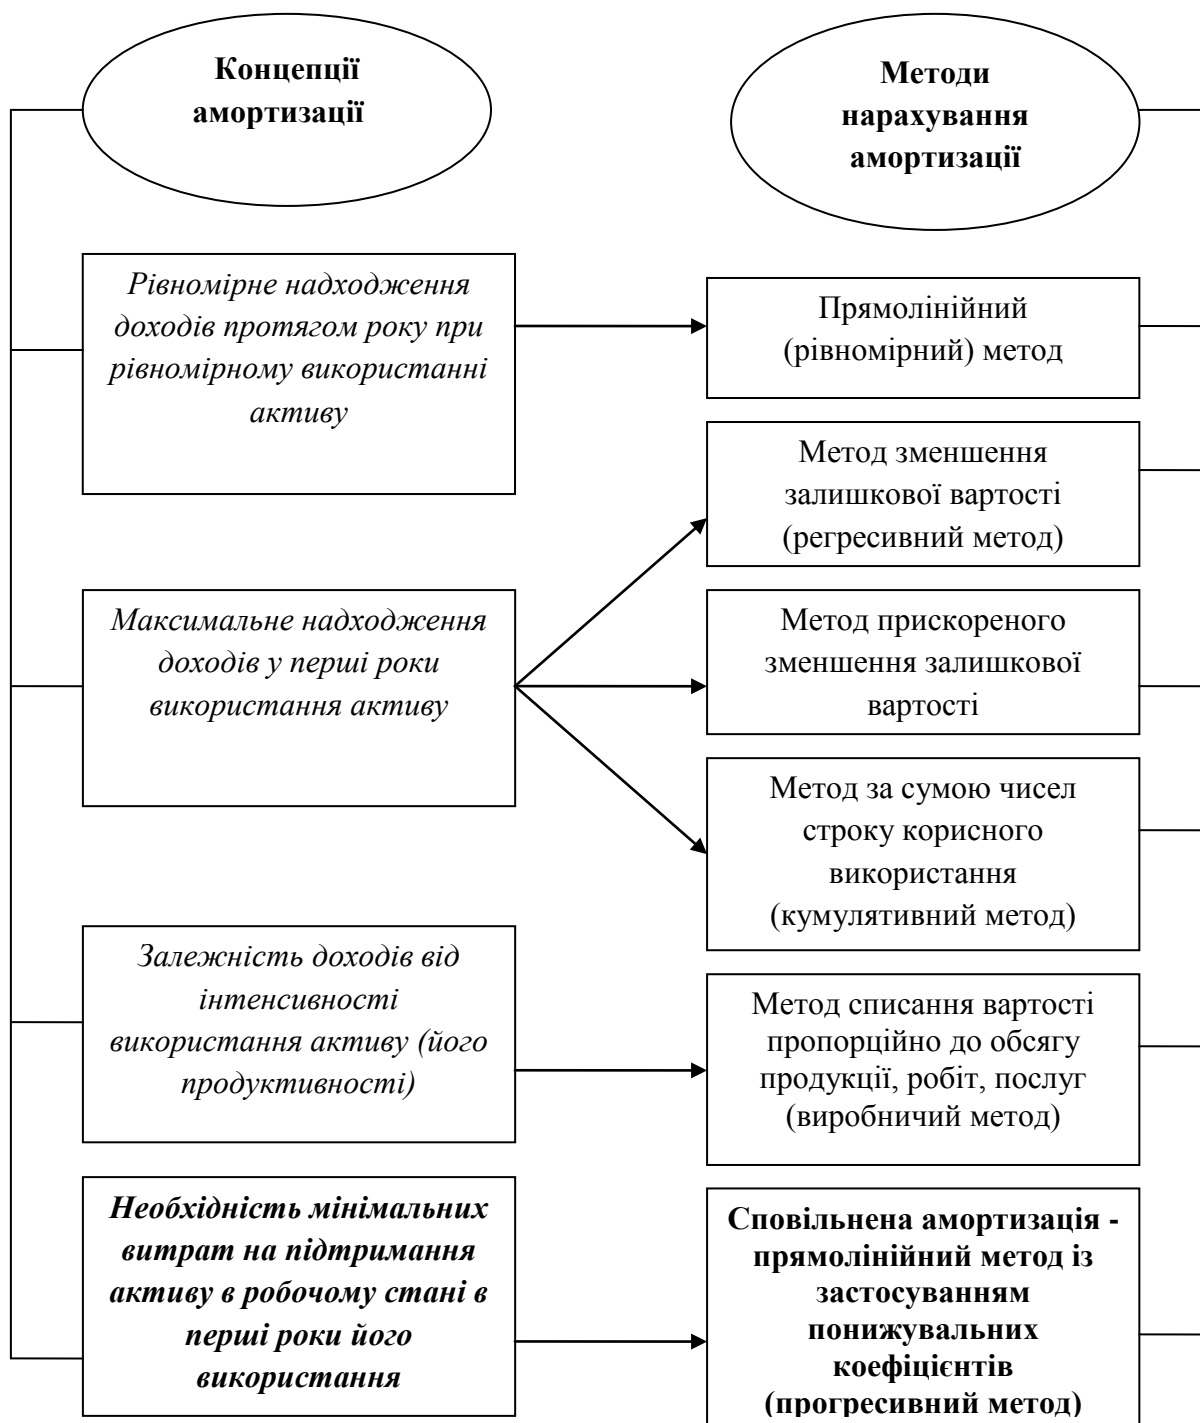 Концепції
амортизації
Методи
нарахування
амортизації
Рівномірне надходження
доходів протягом року при
рівномірному використанні
активу
Прямолінійний
(рівномірний) метод
Метод зменшення
залишкової вартості
(регресивний метод)
Максимальне надходження
доходів у перші роки
використання активу
Метод прискореного
зменшення залишкової
вартості
Метод за сумою чисел
строку корисного
використання
(кумулятивний метод)
Залежність доходів від
інтенсивності
використання активу (його
продуктивності)
Метод списання вартості
пропорційно до обсягу
продукції, робіт, послуг
(виробничий метод)
Необхідність мінімальних
витрат на підтримання
активу в робочому стані в
перші роки його
використання
Сповільнена амортизація -
прямолінійний метод із
застосуванням
понижувальних
коефіцієнтів
(прогресивний метод)